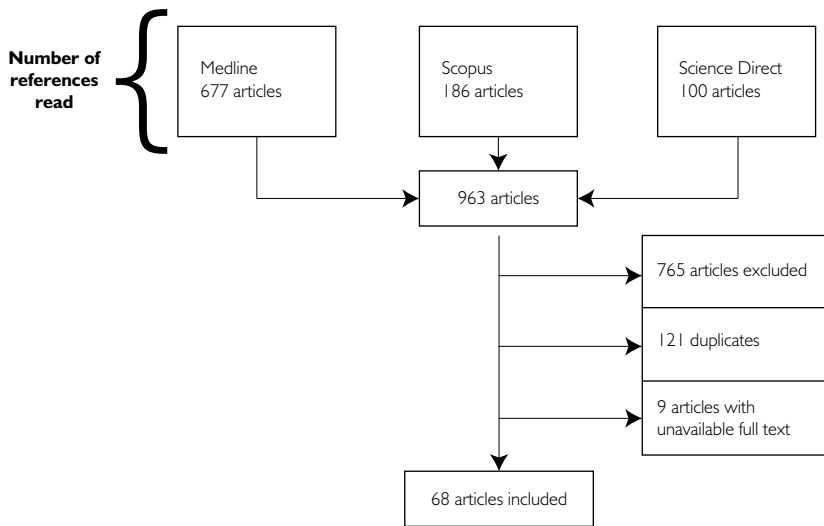 Number of
references
read
Medline
677 articles
Scopus
186 articles
Science Direct
100 articles
963 articles
765 articles excluded
121 duplicates
9 articles with
unavailable full text
68 articles included